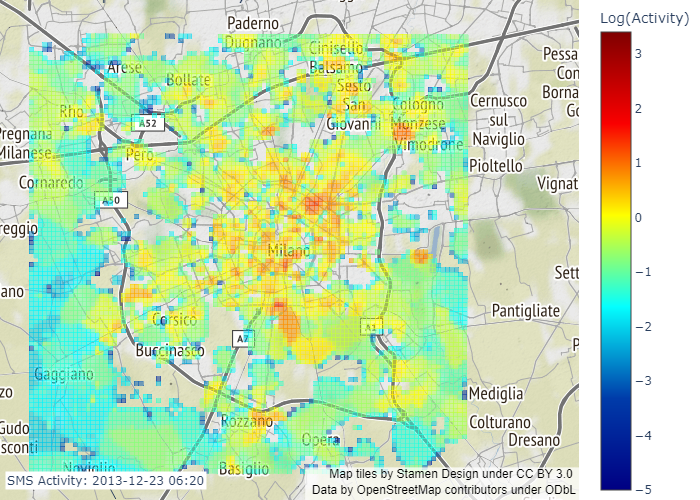 Log(Activity)
3
2
1
0
−1
−2
−3
−4
−5
Paderno
Dugnano
Cinisello
Balsamo
Arese
Bollate
Sesto
San
Giovanni
Cologno
Monzese
Vimodrone
Cernusco
sul
Naviglio
Pessa
Con
Borna
Go
Rho
A52
Pregnana
Milanese
Pero
Pioltello
Cornaredo
Vignat
A50
reggio
Milano
Sett
ano
Pantigliate
Corsico
A1
A7
Buccinasco
P
Gaggiano
zo
Mediglia
Rozzano
Colturano
Gudo
sconti
Opera
Dresano
Noviglio
Basiglio
SMS Activity: 2013-12-23 06:20
Map tiles by Stamen Design under CC BY 3.0
Data by OpenStreetMap contributors under ODbL